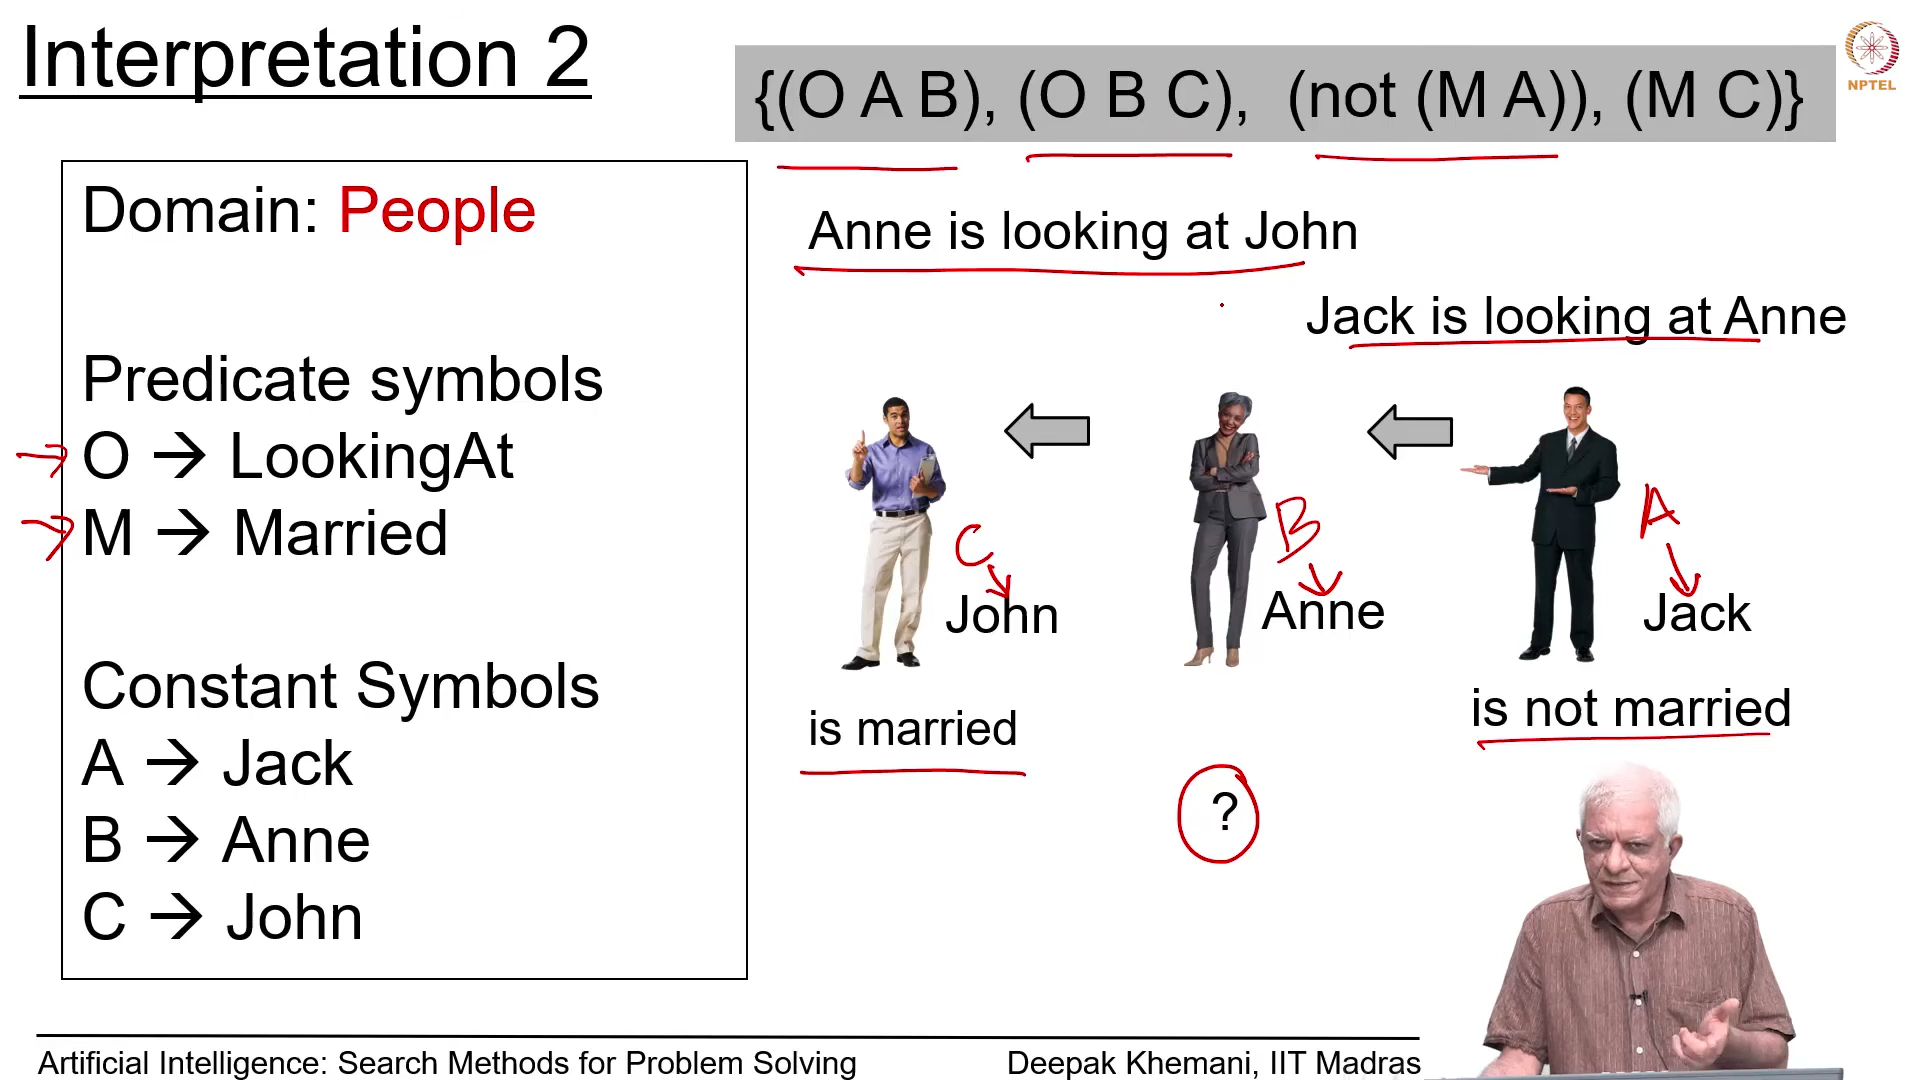 Interpretation 2
{(O A B), (O B C), (not (M A)), (M C)}
NPTEL
Domain: People
Predicate symbols
O → LookingAt
M → Married
Constant Symbols
A → Jack
B → Anne
C → John
Anne is looking at John
Jack is looking at Anne
C
B
A
John
Anne
Jack
is married
is not married
?
Artificial Intelligence: Search Methods for Problem Solving
Deepak Khemani, IIT Madras